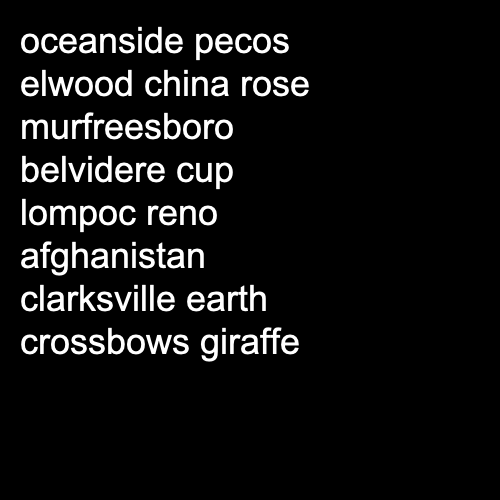 oceanside pecos
elwood china rose
murfreesboro
belvidere cup
lompoc reno
afghanistan
clarksville earth
crossbows giraffe